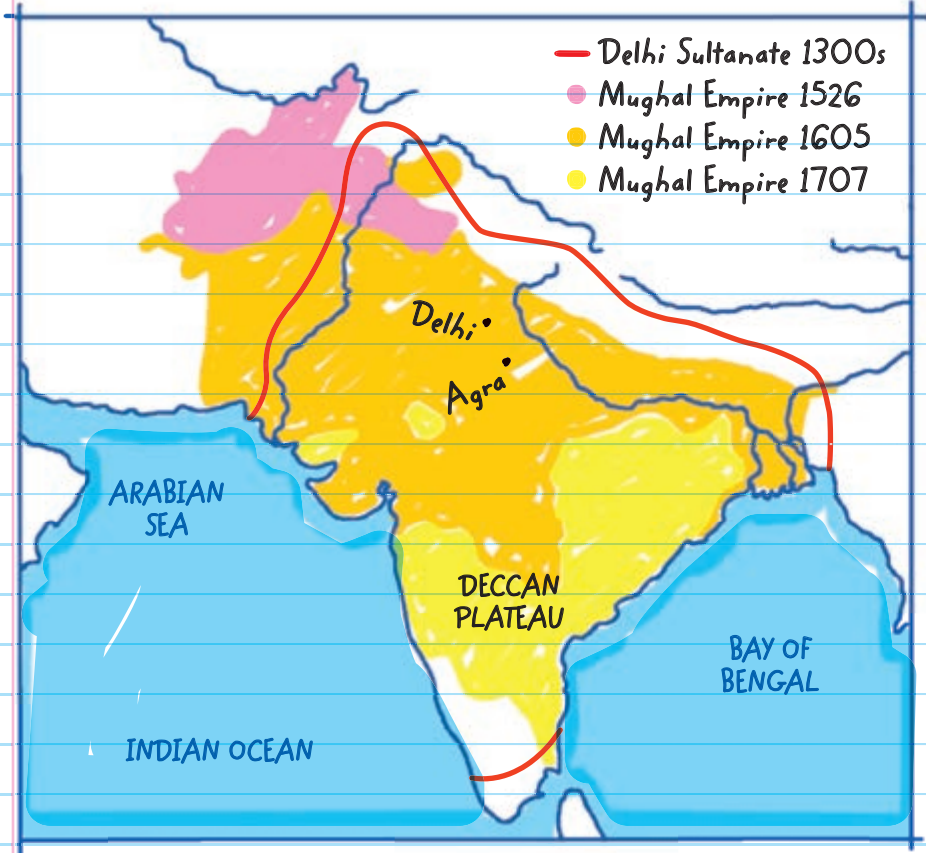 Delhi Sultanate 1300s
Mughal Empire 1526
Mughal Empire 1605
Mughal Empire 1707
Delhi
Agra
ARABIAN
SEA
DECCAN
PLATEAU
BAY OF
BENGAL
INDIAN OCEAN